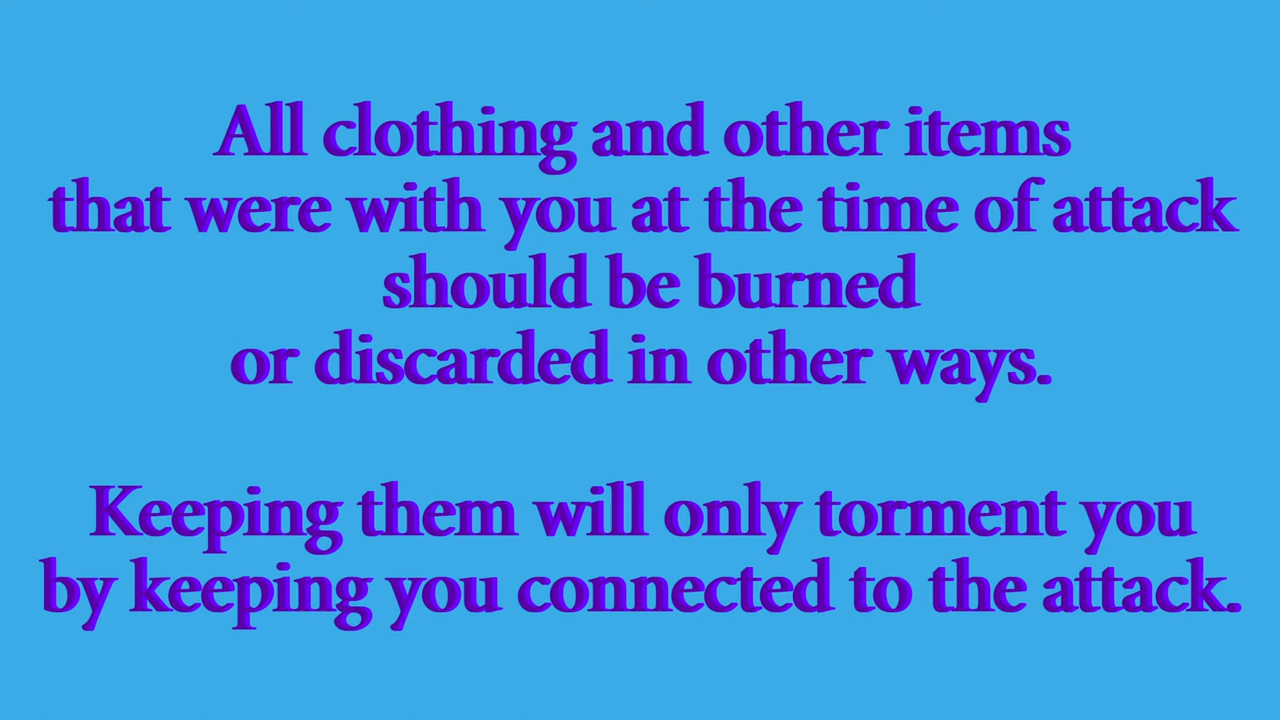 All clothing and other items
that were with you at the time of attack
should be burned
or discarded in other ways.
Keeping them will only torment you
by keeping you connected to the attack.